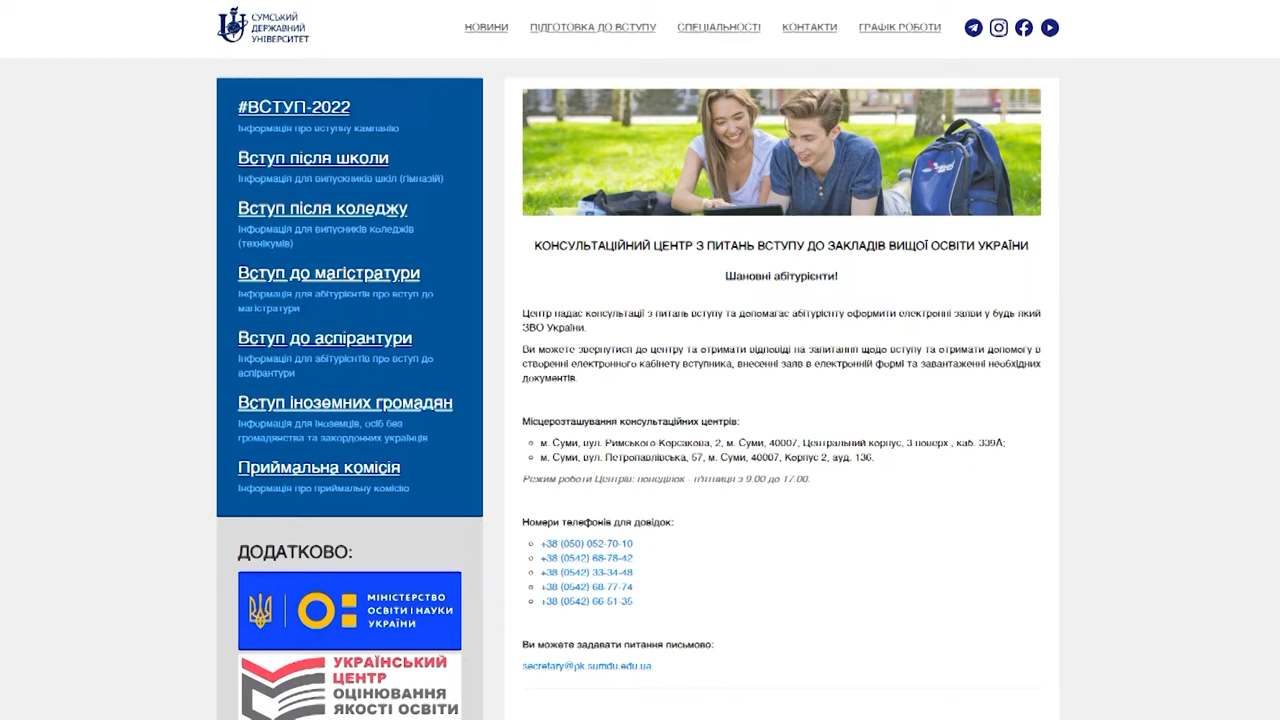 СУМСЬКИЙ
ДЕРЖАВНИЙ
УНІВЕРСИТЕТ
НОВИНИ
ПІДГОТОВКА ДО ВСТУПУ
СПЕЦІАЛЬНОСТІ
КОНТАКТИ
ГРАФІК РОБОТИ
#ВСТУП-2022
Інформація про вступну кампанію
Вступ після школи
Інформація для випускників шкіл (гімназій)
Вступ після коледжу
Інформація для випусників коледжів
(технікумів)
Вступ до магістратури
Інформація для абітурієнтів про вступ до
магістратури
Вступ до аспірантури
Інформація для абітурієнтів про вступ до
аспірантури
Вступ іноземних громадян
Інформація для іноземців, осіб без
громадянства та закордонних українців
Приймальна комісія
Інформація про приймальну комісію
ДОДАТКОВО:
МІНІСТЕРСТВО
ОСВІТИ І НАУКИ
УКРАЇНИ
УКРАЇНСЬКИЙ
ЦЕНТР
ОЦІНЮВАННЯ
ЯКОСТІ ОСВІТИ
КОНСУЛЬТАЦІЙНИЙ ЦЕНТР З ПИТАНЬ ВСТУПУ ДО ЗАКЛАДІВ ВИЩОЇ ОСВІТИ УКРАЇНИ
Шановні абітурієнти!
Центр надає консультації з питань вступу та допомагає абітурієнту оформити електронні заяви у будь який
ЗВО України.
Ви можете звернутися до центру та отримати відповіді на запитання щодо вступу та отримати допомогу в
створенні електронного кабінету вступника, внесенні заяв в електронній формі та завантаженні необхідних
документів.
Місцерозташування консультаційних центрів:
м. Суми, вул. Римського-Корсакова, 2, м. Суми, 40007, Центральний корпус, 3 поверх , каб. 339А;
м. Суми, вул. Петропавлівська, 57, м. Суми, 40007, Корпус 2, ауд. 136.
Режим роботи Центрів: понеділок - п'ятниця з 9.00 до 17.00.
Номери телефонів для довідок:
+38 (050) 052-70-10
+38 (0542) 68-78-42
+38 (0542) 33-34-48
+38 (0542) 68-77-74
+38 (0542) 66-51-35
Ви можете задавати питання письмово:
secretary@pk.sumdu.edu.ua